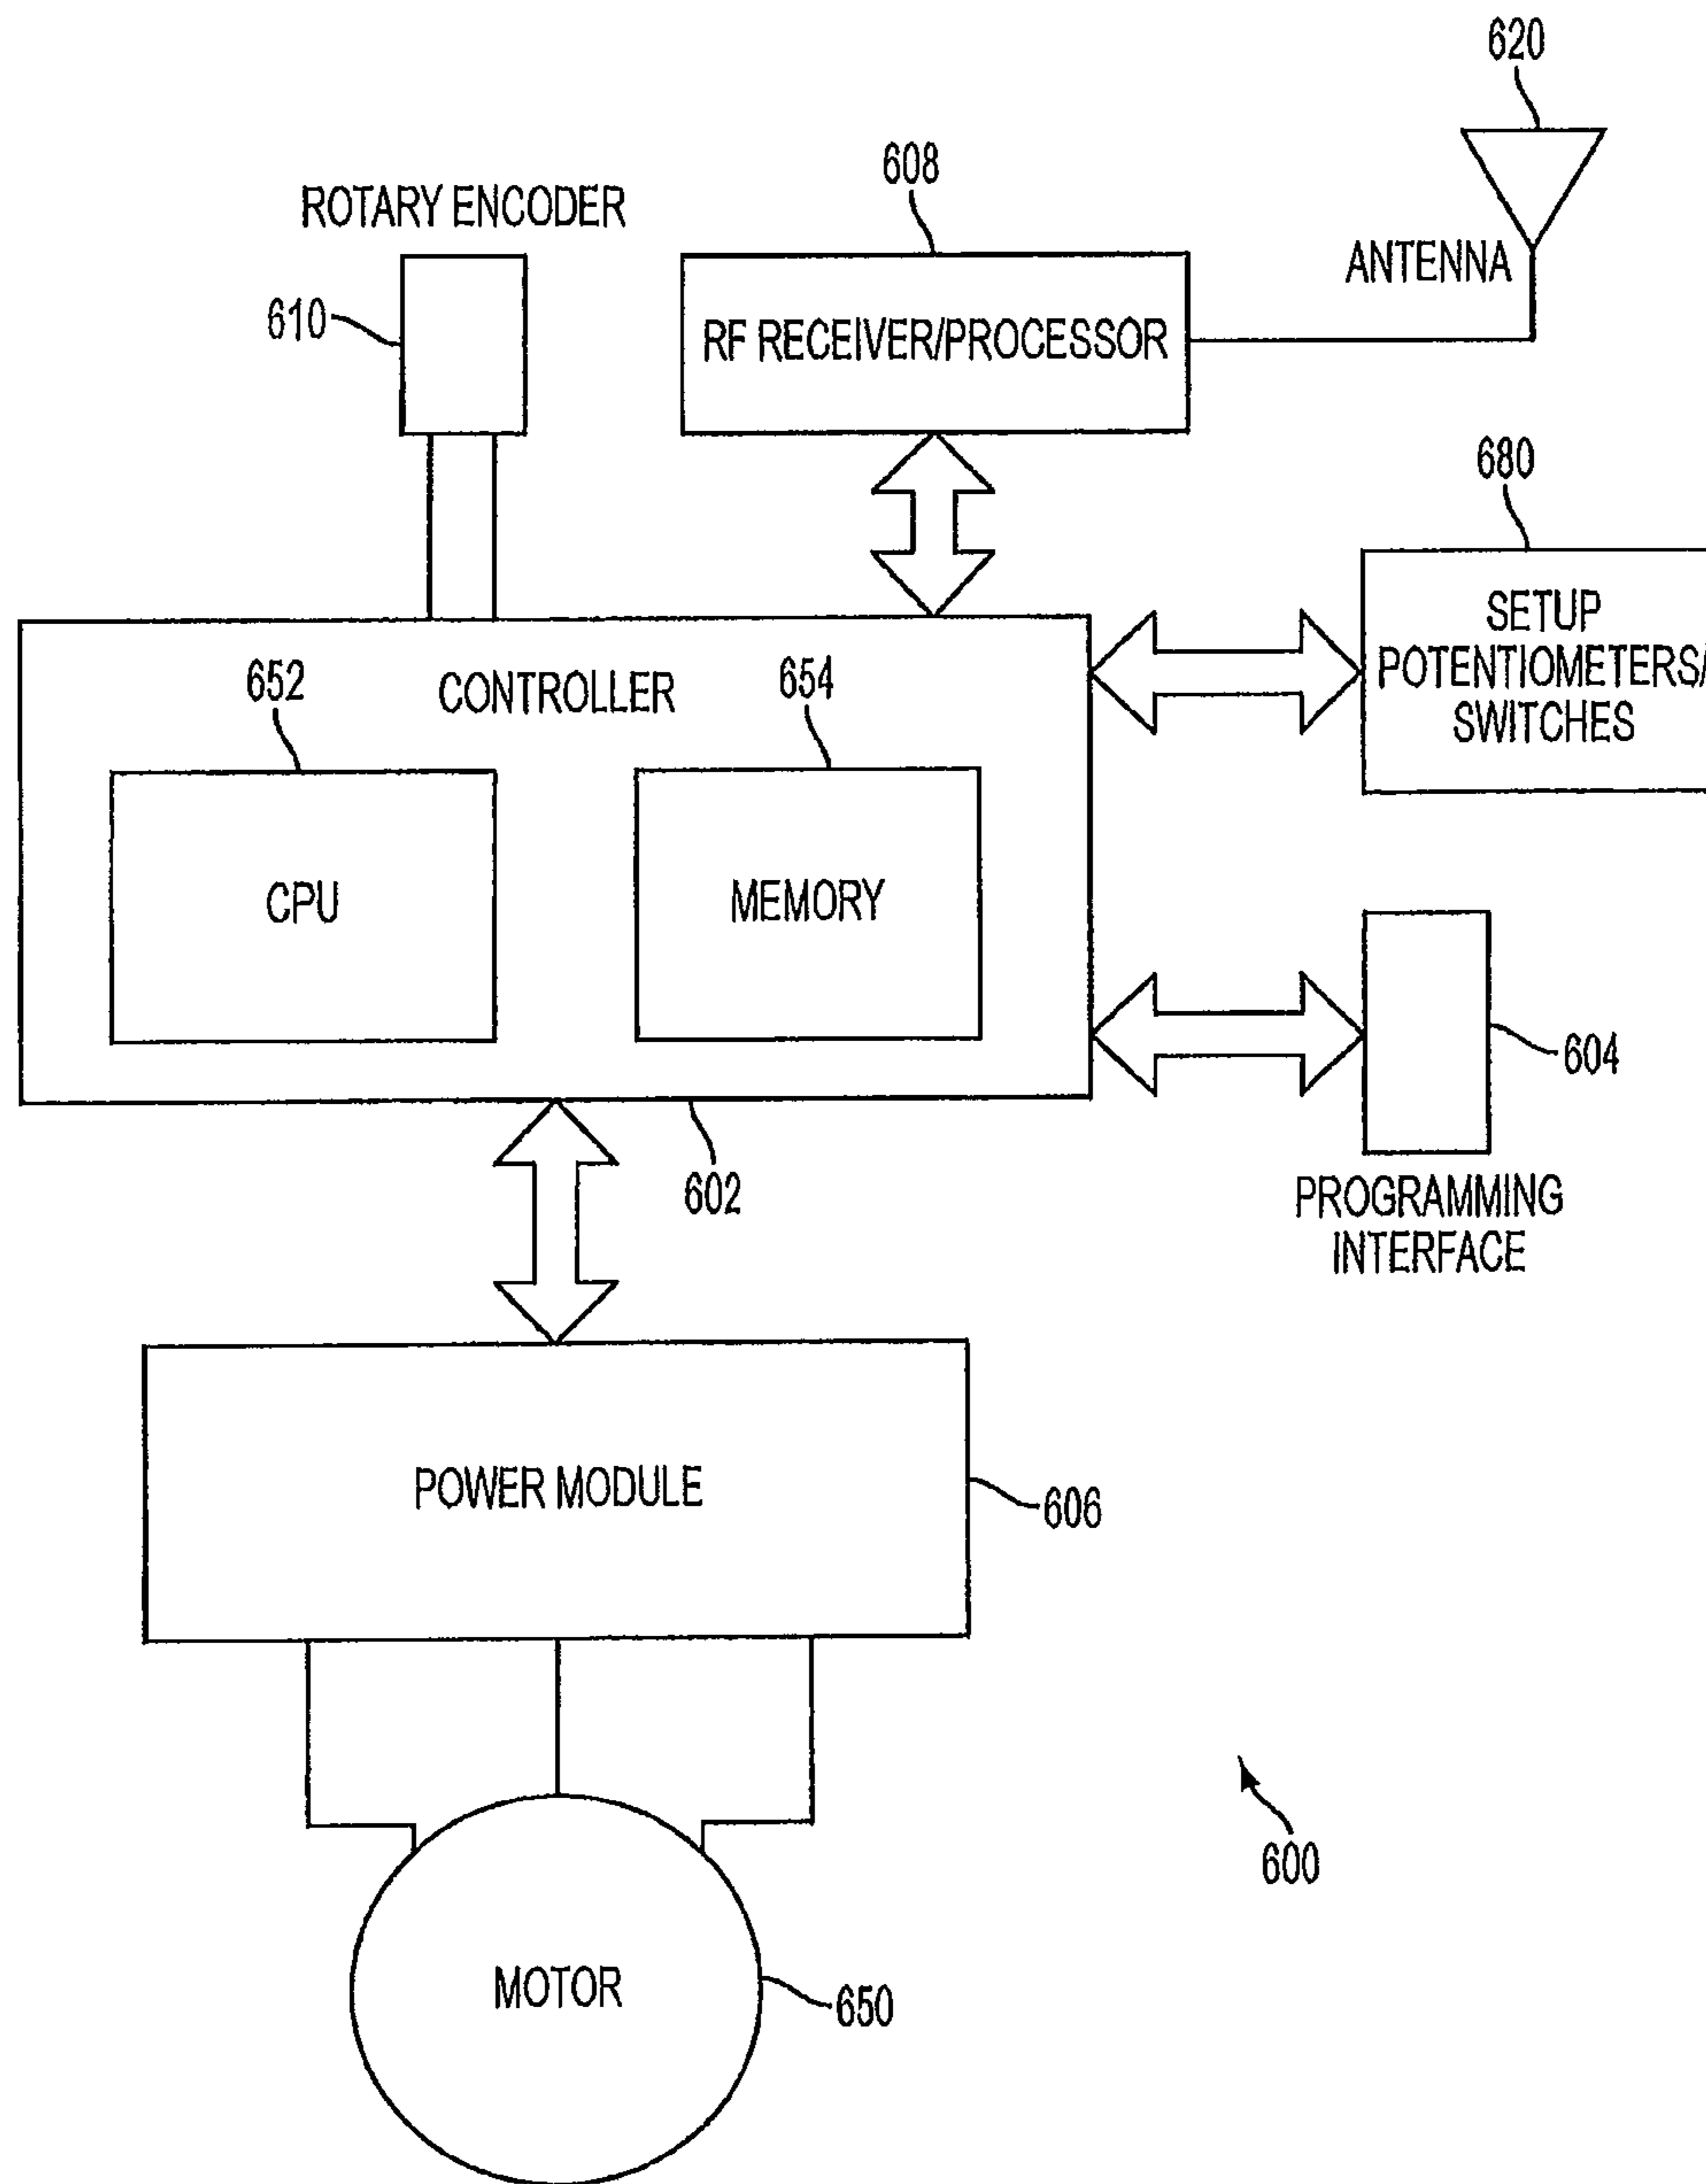 620
608
ROTARY ENCODER
ANTENNA
610
RF RECEIVER/PROCESSOR
680
SETUP
POTENTIOMETERS/
SWITCHES
652
CONTROLLER
654
CPU
MEMORY
604
602
PROGRAMMING
INTERFACE
POWER MODULE
606
600
MOTOR
650